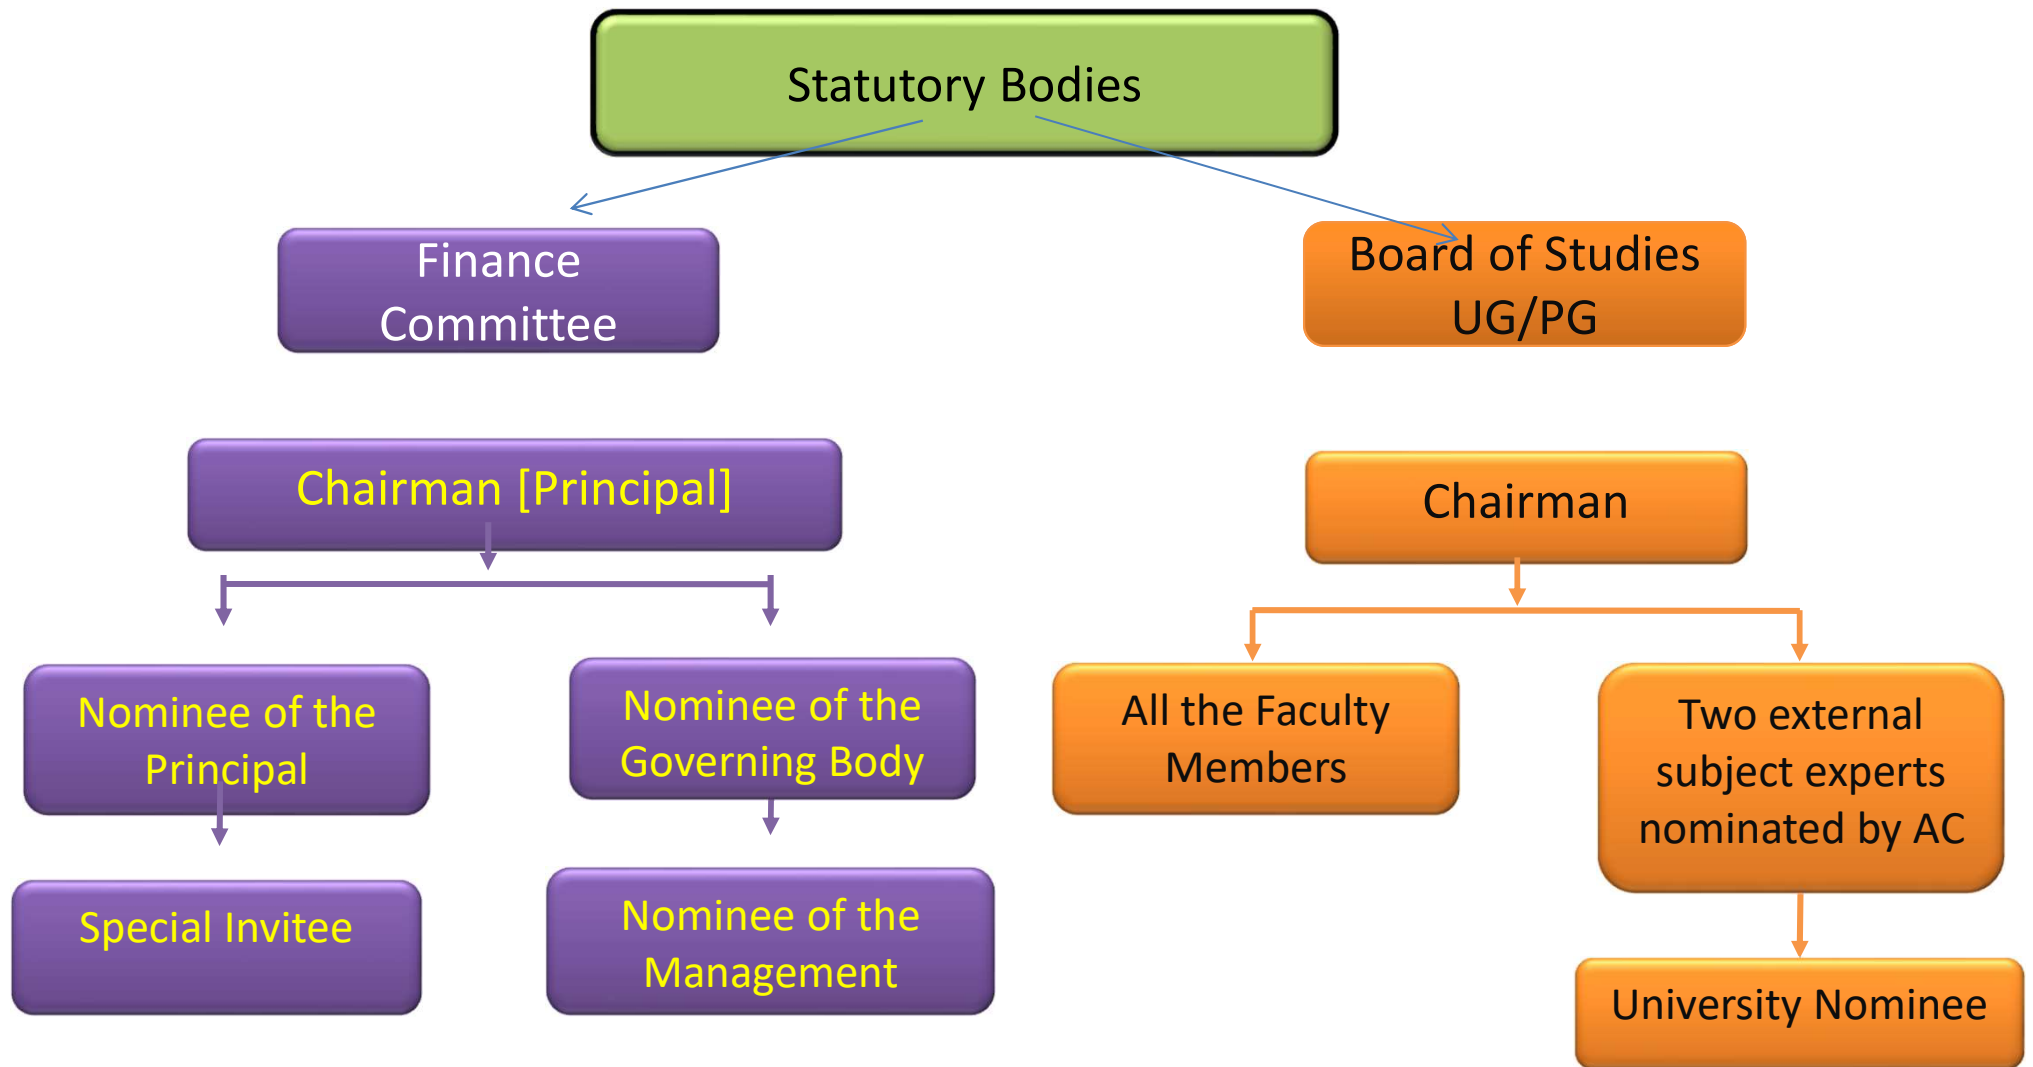 Statutory Bodies
Finance
Committee
Board of Studies
UG/PG
Chairman [Principal]
Chairman
Nominee of the
Principal
Nominee of the
Governing Body
All the Faculty
Members
Two external
subject experts
nominated by AC
Special Invitee
Nominee of the
Management
University Nominee